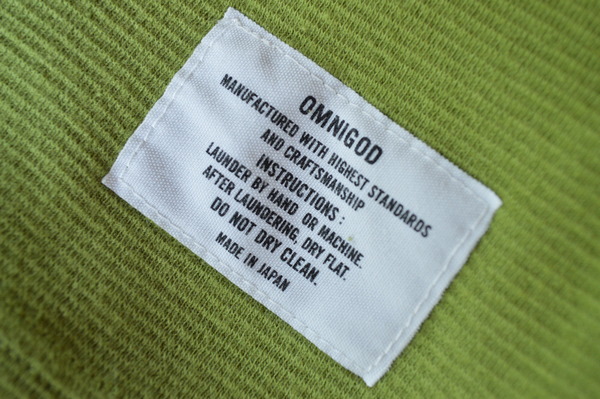 OMNIGOD
MANUFACTURED WITH HIGHEST STANDARDS
AND CRAFTSMANSHIP
INSTRUCTIONS :
LAUNDER BY HAND OR MACHINE.
AFTER LAUNDERING, DRY FLAT.
DO NOT DRY CLEAN.
MADE IN JAPAN